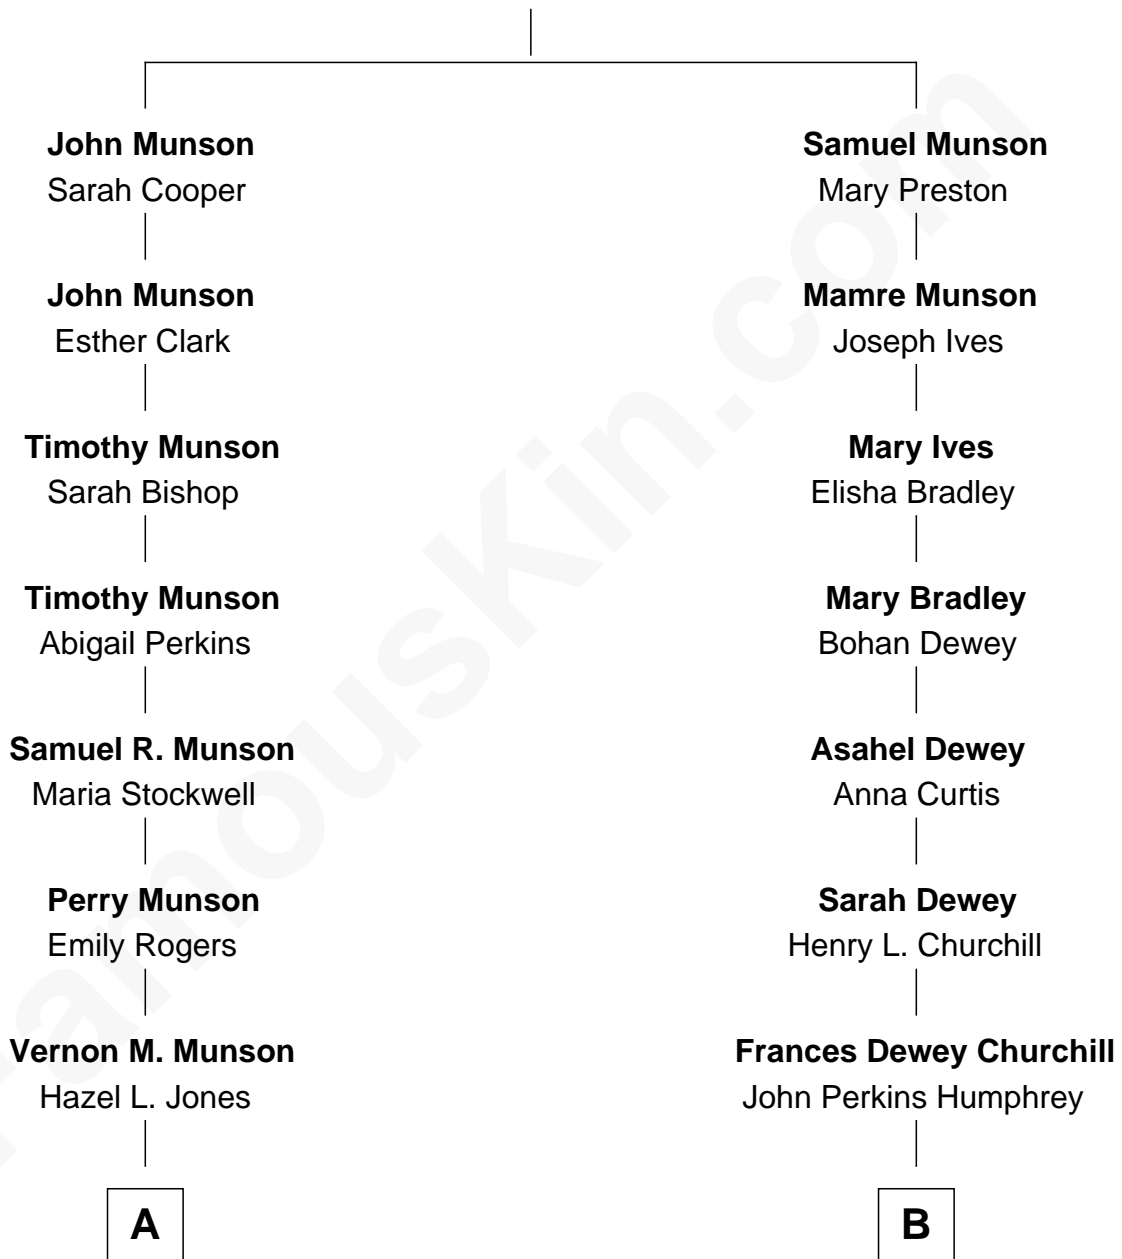 John Munson
Sarah Cooper
John Munson
Esther Clark
Timothy Munson
Sarah Bishop
Timothy Munson
Abigail Perkins
Samuel R. Munson
Maria Stockwell
Perry Munson
Emily Rogers
Vernon M. Munson
Hazel L. Jones
A
Samuel Munson
Mary Preston
Mamre Munson
Joseph Ives
Mary Ives
Elisha Bradley
Mary Bradley
Bohan Dewey
Asahel Dewey
Anna Curtis
Sarah Dewey
Henry L. Churchill
Frances Dewey Churchill
John Perkins Humphrey
B
FamousKin.com